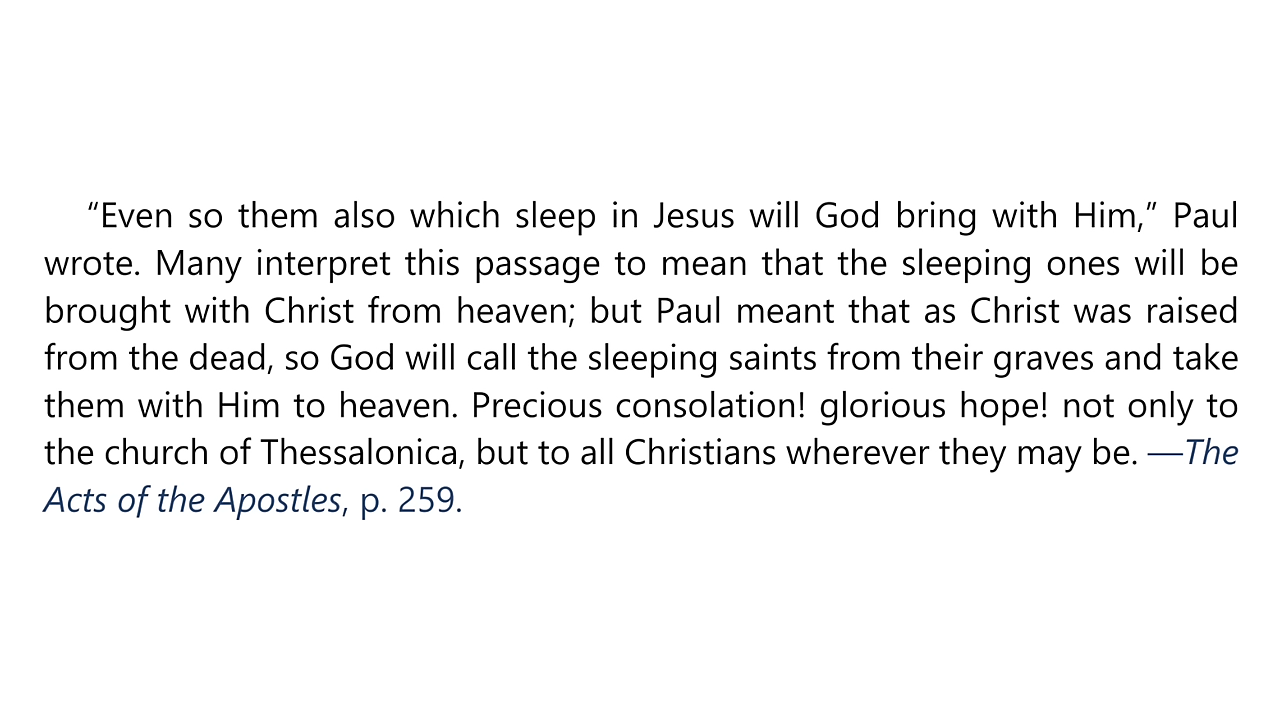 “Even so them also which sleep in Jesus will God bring with Him,” Paul
wrote. Many interpret this passage to mean that the sleeping ones will be
brought with Christ from heaven; but Paul meant that as Christ was raised
from the dead, so God will call the sleeping saints from their graves and take
them with Him to heaven. Precious consolation! glorious hope! not only to
the church of Thessalonica, but to all Christians wherever they may be. —The
Acts of the Apostles, p. 259.